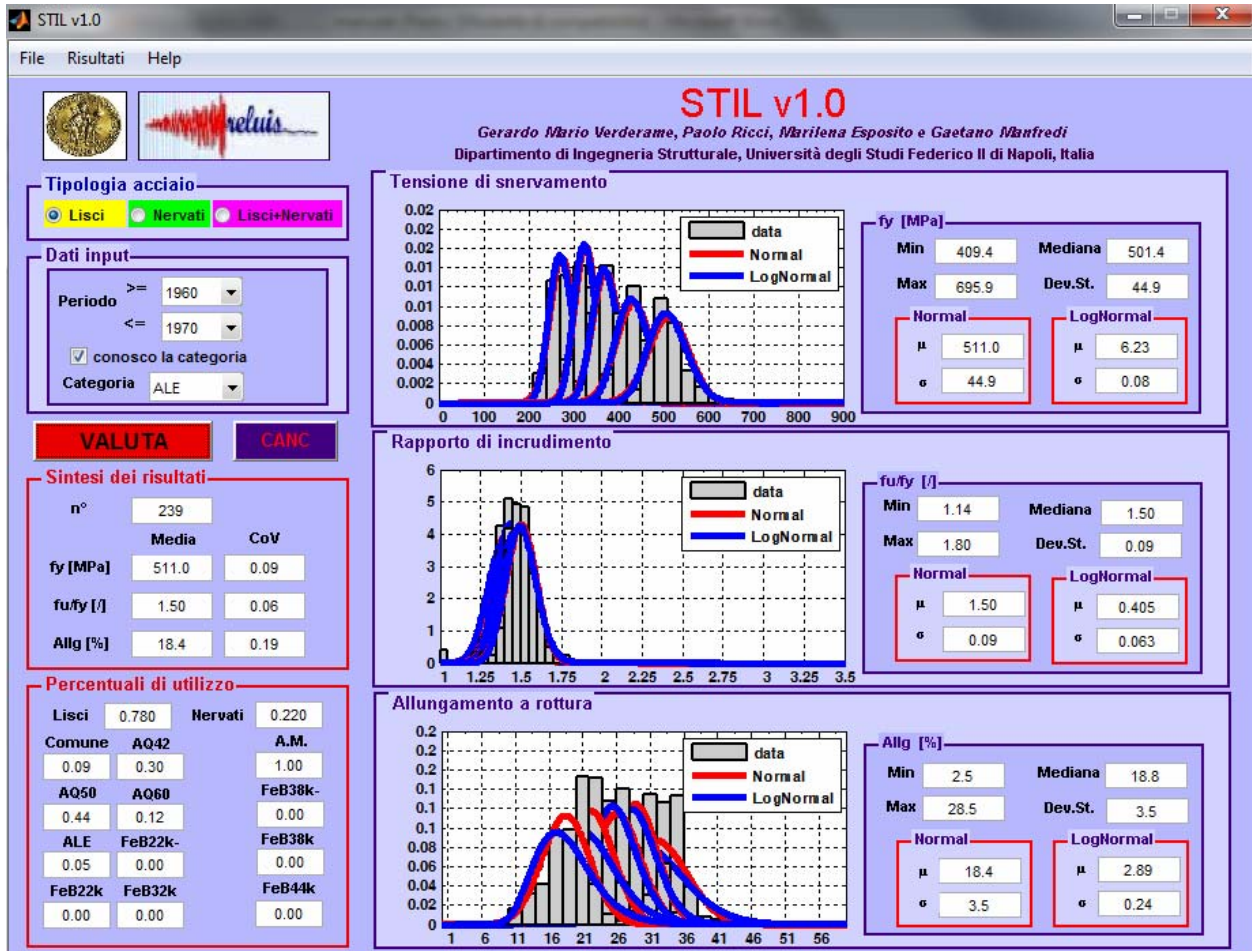 STIL v1.0
File Risultati Help
reluis
STIL v1.0
Gerardo Mario Verderame, Paolo Ricci, Marilena Esposito e Gaetano Manfredi
Dipartimento di Ingegneria Strutturale, Università degli Studi Federico II di Napoli, Italia
Tipologia acciaio
Lisci Nervati Lisci+Nervati
Dati input
Periodo >= 1960
<= 1970
conosco la categoria
Categoria ALE
VALUTA CANC
Sintesi dei risultati
n° 239
Media CoV
fy [MPa] 511.0 0.09
fu/fy [/] 1.50 0.06
Allg [%] 18.4 0.19
Percentuali di utilizzo
Lisci 0.780 Nervati 0.220
Comune AQ42 A.M.
0.09 0.30 1.00
AQ50 AQ60 FeB38k-
0.44 0.12 0.00
ALE FeB22k- FeB38k
0.05 0.00 0.00
FeB22k FeB32k FeB44k
0.00 0.00 0.00
Tensione di snervamento
0.02
0.02
0.02
0.01
0.01
0.01
0.008
0.006
0.004
0.002
0
0 100 200 300 400 500 600 700 800 900
data
Normal
LogNormal
fy [MPa]
Min 409.4 Mediana 501.4
Max 695.9 Dev.St. 44.9
Normal LogNormal
μ 511.0 μ 6.23
σ 44.9 σ 0.08
Rapporto di incrudimento
6
5
4
3
2
1
0
1 1.25 1.5 1.75 2 2.25 2.5 2.75 3 3.25 3.5
data
Normal
LogNormal
fu/fy [/]
Min 1.14 Mediana 1.50
Max 1.80 Dev.St. 0.09
Normal LogNormal
μ 1.50 μ 0.405
σ 0.09 σ 0.063
Allungamento a rottura
0.2
0.2
0.2
0.1
0.1
0.1
0.08
0.06
0.04
0.02
0
1 6 11 16 21 26 31 36 41 46 51 56
data
Normal
LogNormal
Allg [%]
Min 2.5 Mediana 18.8
Max 28.5 Dev.St. 3.5
Normal LogNormal
μ 18.4 μ 2.89
σ 3.5 σ 0.24